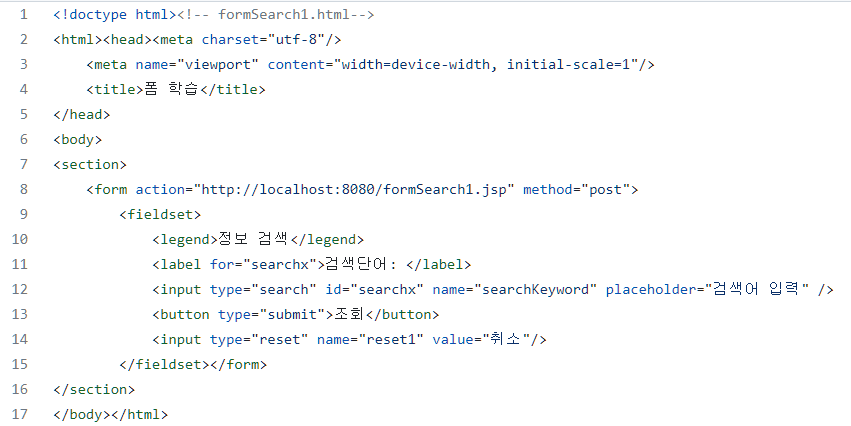 1 <!doctype html><!-- formSearch1.html-->
2 <html><head><meta charset="utf-8"/>
3 <meta name="viewport" content="width=device-width, initial-scale=1"/>
4 <title>폼 학습</title>
5 </head>
6 <body>
7 <section>
8 <form action="http://localhost:8080/formSearch1.jsp" method="post">
9 <fieldset>
10 <legend>정보 검색</legend>
11 <label for="searchx">검색단어: </label>
12 <input type="search" id="searchx" name="searchKeyword" placeholder="검색어 입력" />
13 <button type="submit">조회</button>
14 <input type="reset" name="reset1" value="취소"/>
15 </fieldset></form>
16 </section>
17 </body></html>